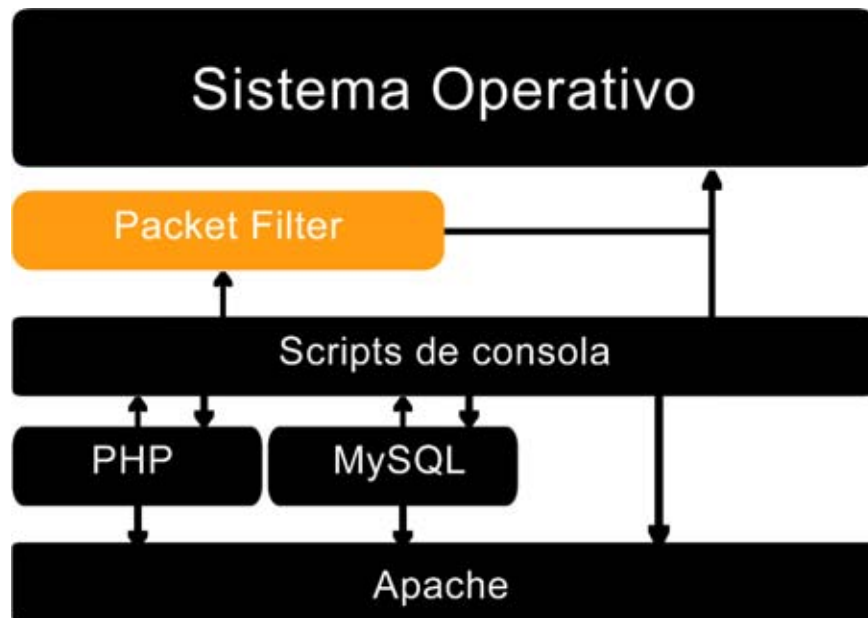 Sistema Operativo
Packet Filter
Scripts de consola
PHP
MySQL
Apache